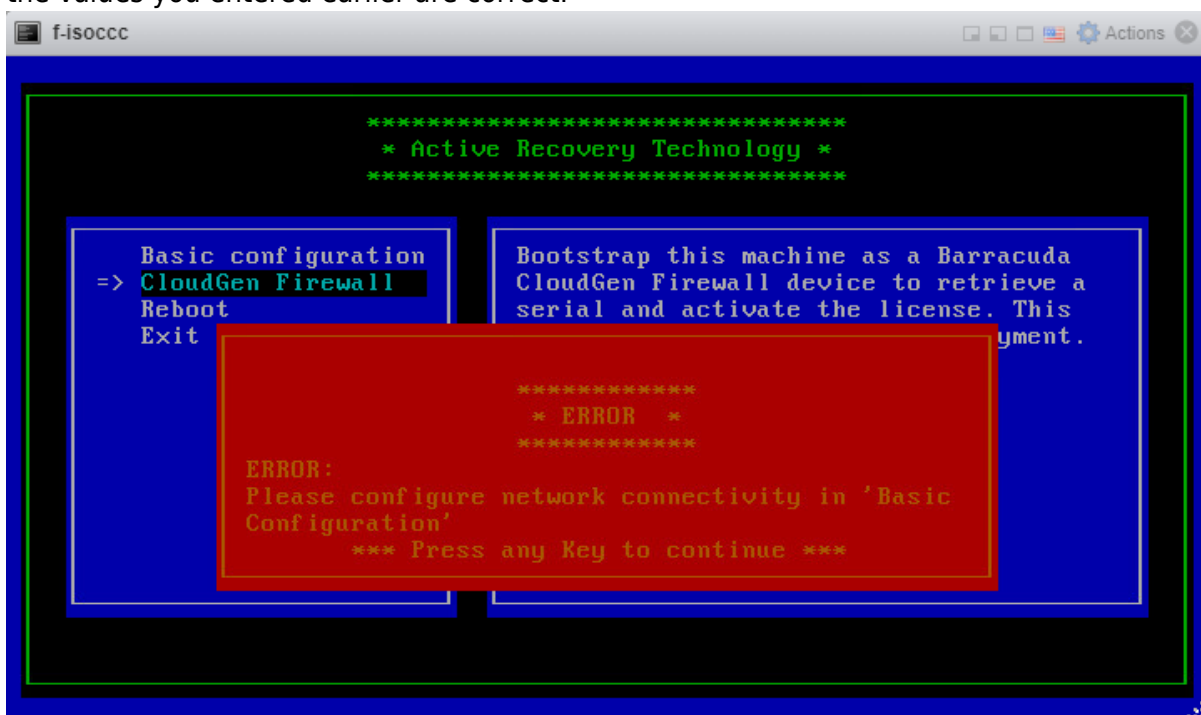 the values you entered earlier are correct.
f-isoccc
Actions
********************************
* Active Recovery Technology *
********************************
Basic configuration
=> CloudGen Firewall
Reboot
Exit
Bootstrap this machine as a Barracuda
CloudGen Firewall device to retrieve a
serial and activate the license. This
yment.
************
* ERROR *
************
ERROR:
Please configure network connectivity in 'Basic
Configuration'
*** Press any Key to continue ***